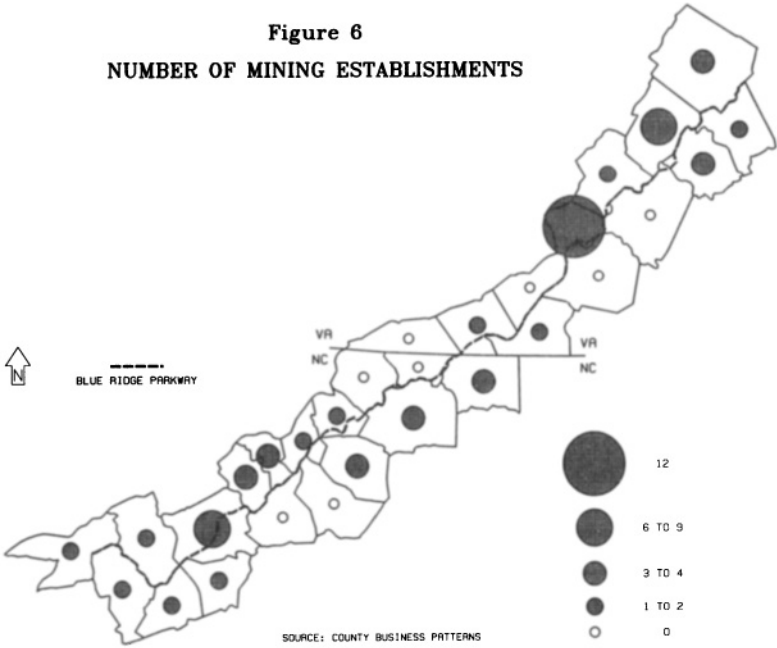 Figure 6
NUMBER OF MINING ESTABLISHMENTS
VA
NC
VA
NC
N
BLUE RIDGE PARKWAY
12
6 TO 9
3 TO 4
1 TO 2
0
SOURCE: COUNTY BUSINESS PATTERNS